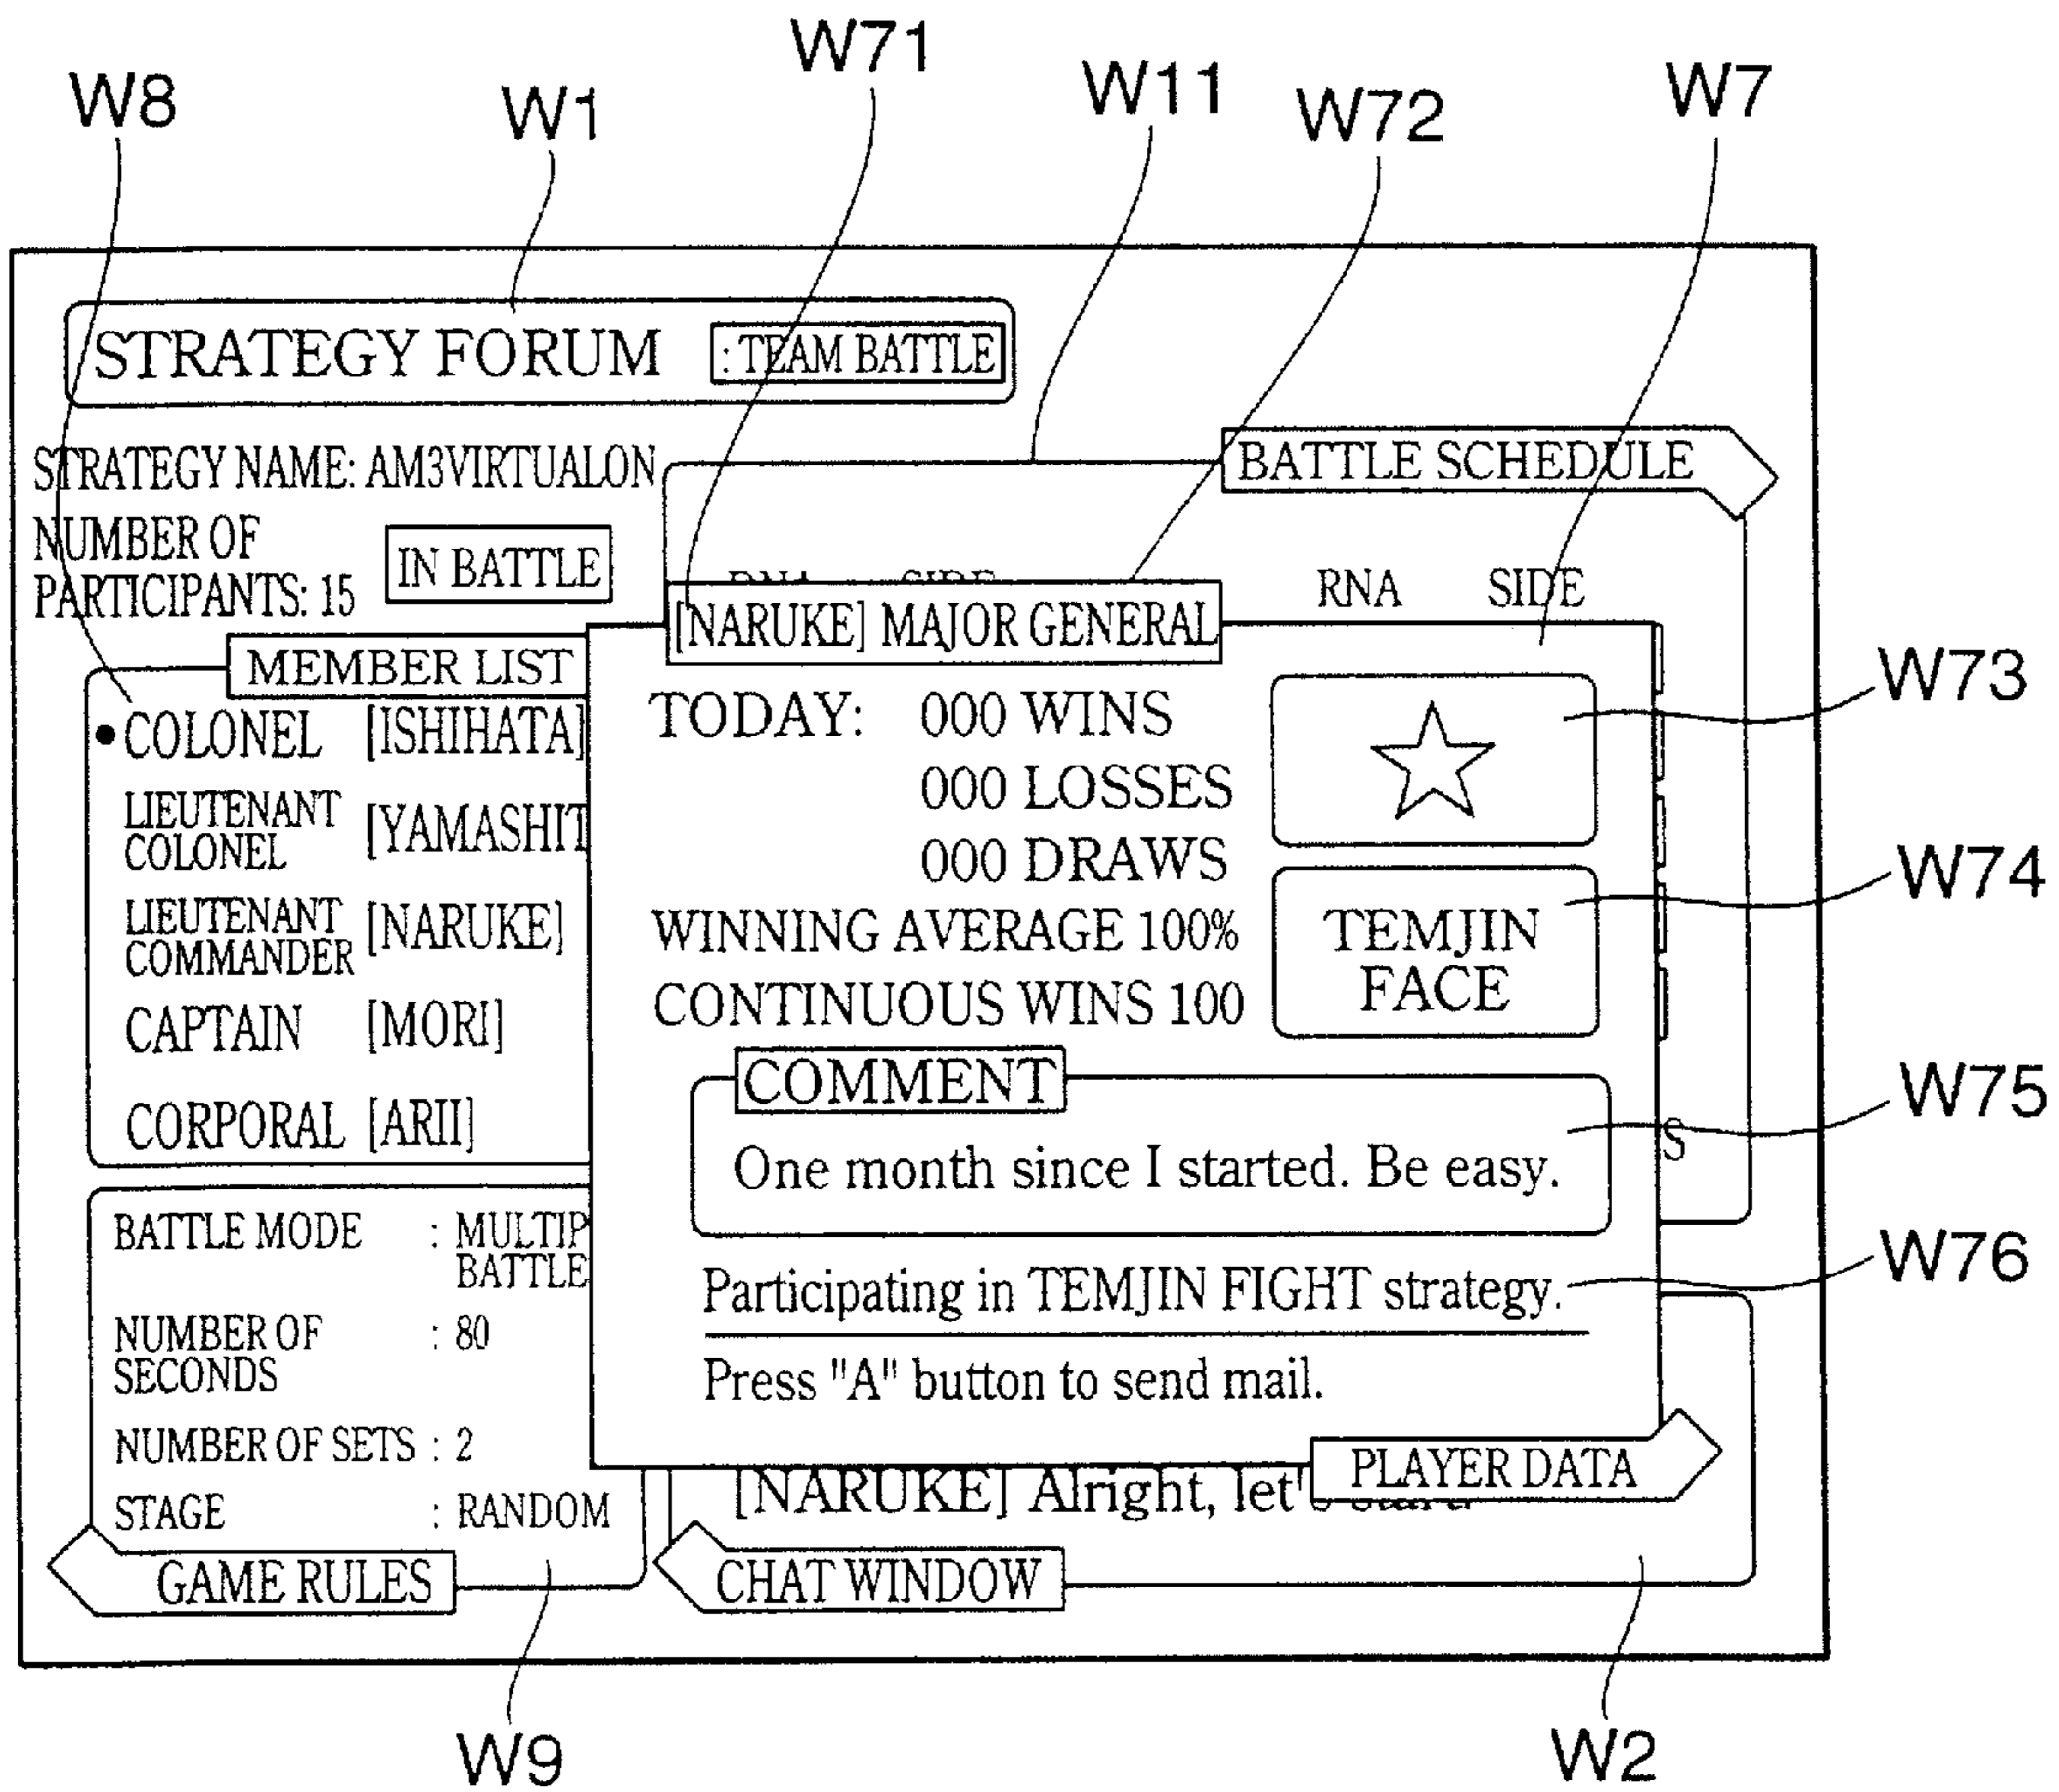 W8
W1
W71
W11
W72
W7
STRATEGY FORUM : TEAM BATTLE
STRATEGY NAME: AM3VIRTUALON
BATTLE SCHEDULE
NUMBER OF
PARTICIPANTS: 15
IN BATTLE
RNA SIDE
[NARUKE] MAJOR GENERAL
MEMBER LIST
• COLONEL [ISHIHATA]
LIEUTENANT
COLONEL [YAMASHIT
LIEUTENANT
COMMANDER [NARUKE]
CAPTAIN [MORI]
CORPORAL [ARII]
TODAY: 000 WINS
000 LOSSES
000 DRAWS
WINNING AVERAGE 100%
CONTINUOUS WINS 100
W73
TEMJIN
FACE
W74
COMMENT
One month since I started. Be easy.
W75
S
Participating in TEMJIN FIGHT strategy.
W76
Press "A" button to send mail.
PLAYER DATA
BATTLE MODE : MULTIP
BATTLE
NUMBER OF
SECONDS : 80
NUMBER OF SETS : 2
STAGE : RANDOM
GAME RULES
[NARUKE] Alright, let's
CHAT WINDOW
W9
W2